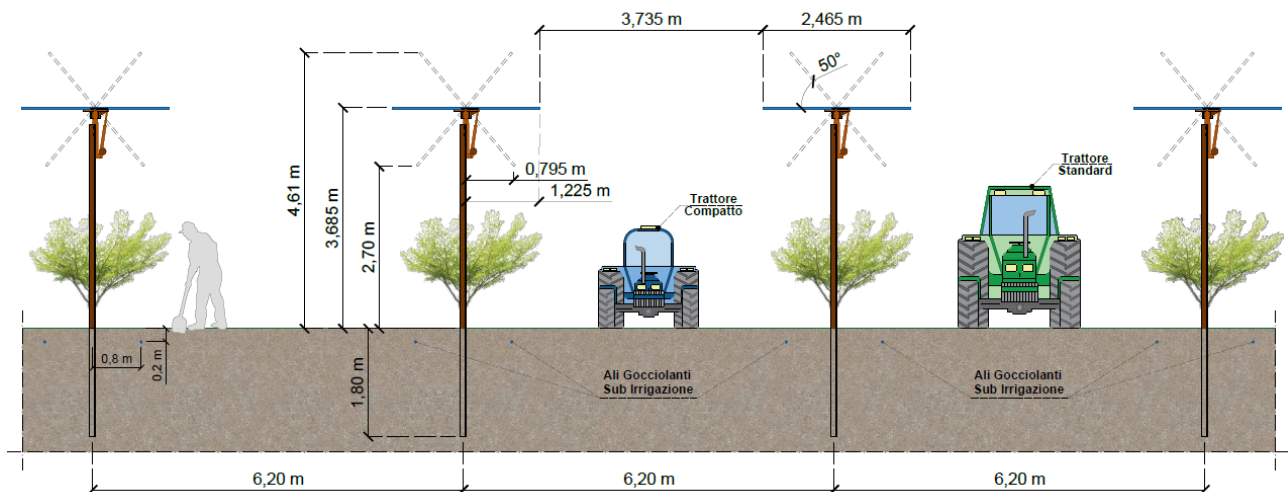 3,735 m
2,465 m
50°
4,61 m
3,685 m
2,70 m
0,795 m
1,225 m
Trattore
Compatto
Trattore
Standard
0,8 m
0,2 m
1,80 m
Ali Gocciolanti
Sub Irrigazione
Ali Gocciolanti
Sub Irrigazione
6,20 m
6,20 m
6,20 m